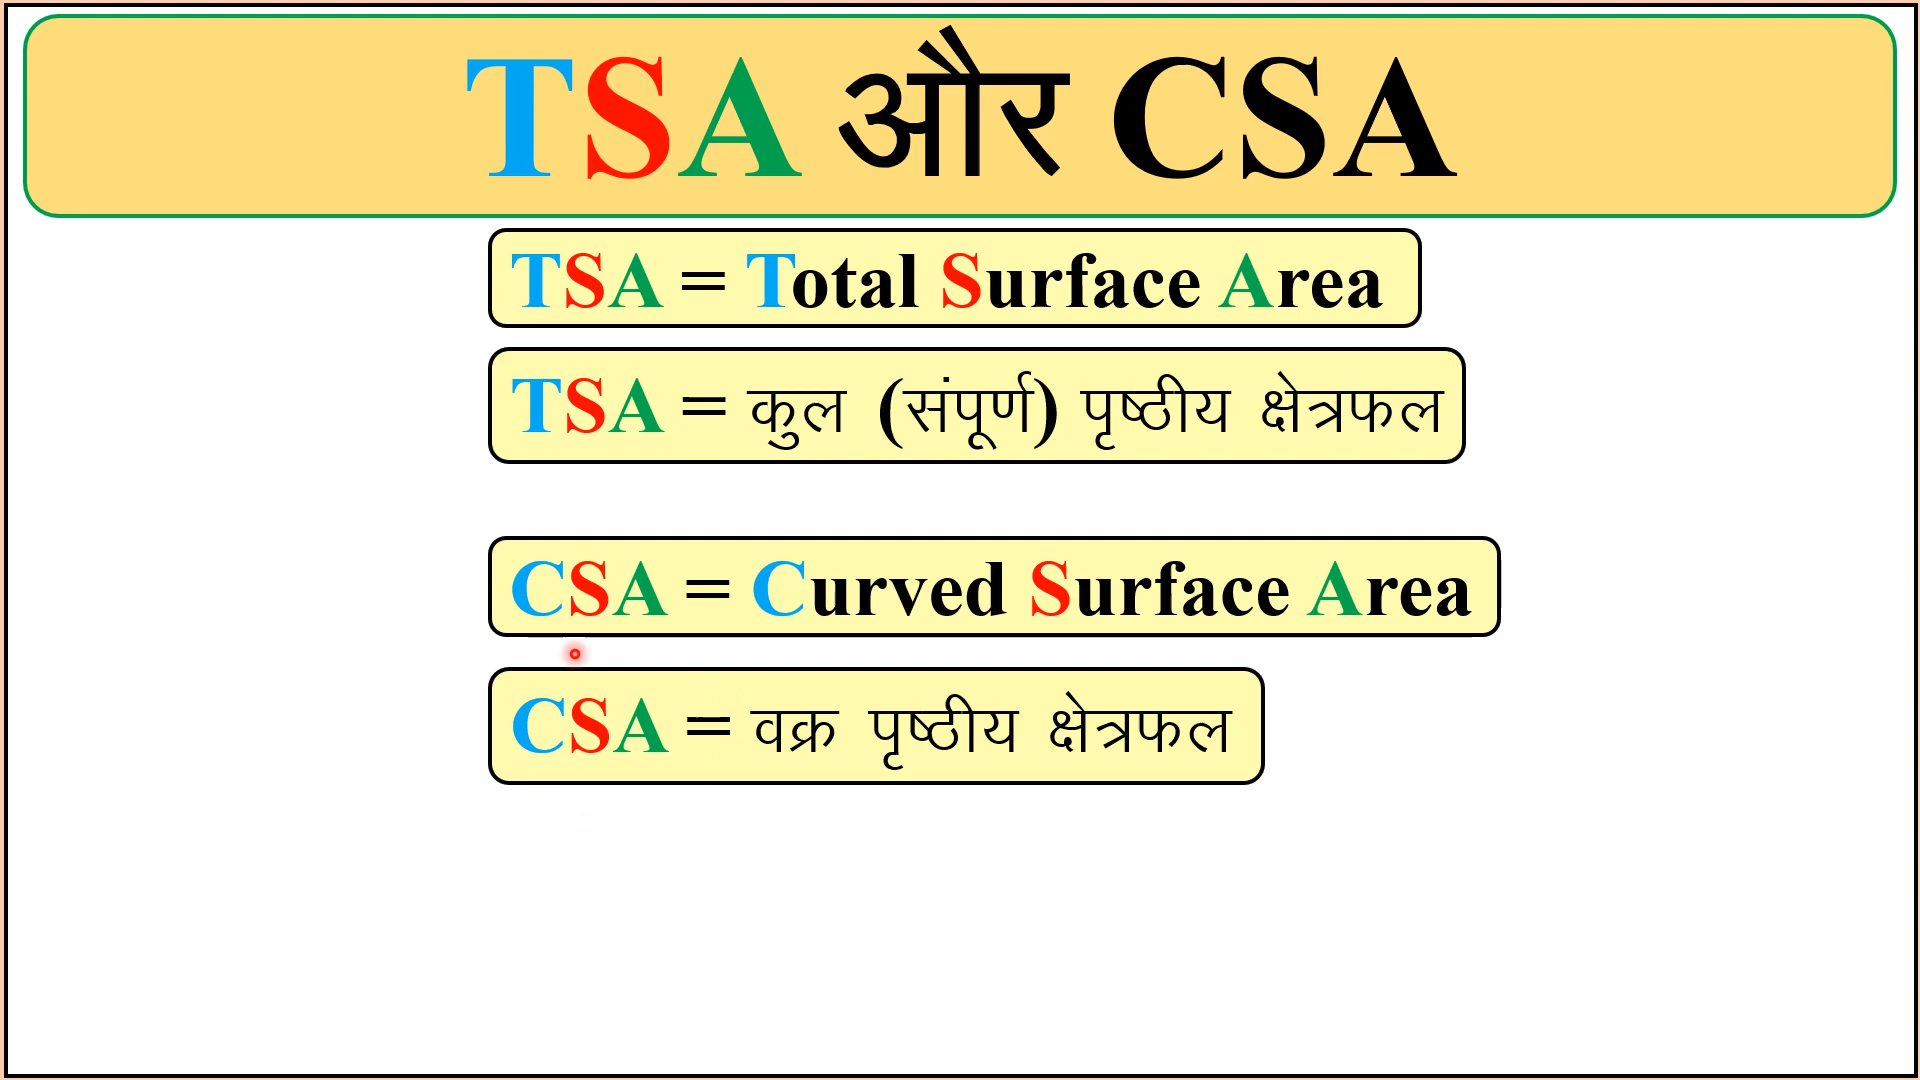 TSA और CSA
TSA = Total Surface Area
TSA = कुल (संपूर्ण) पृष्ठीय क्षेत्रफल
CSA = Curved Surface Area
CSA = वक्र पृष्ठीय क्षेत्रफल